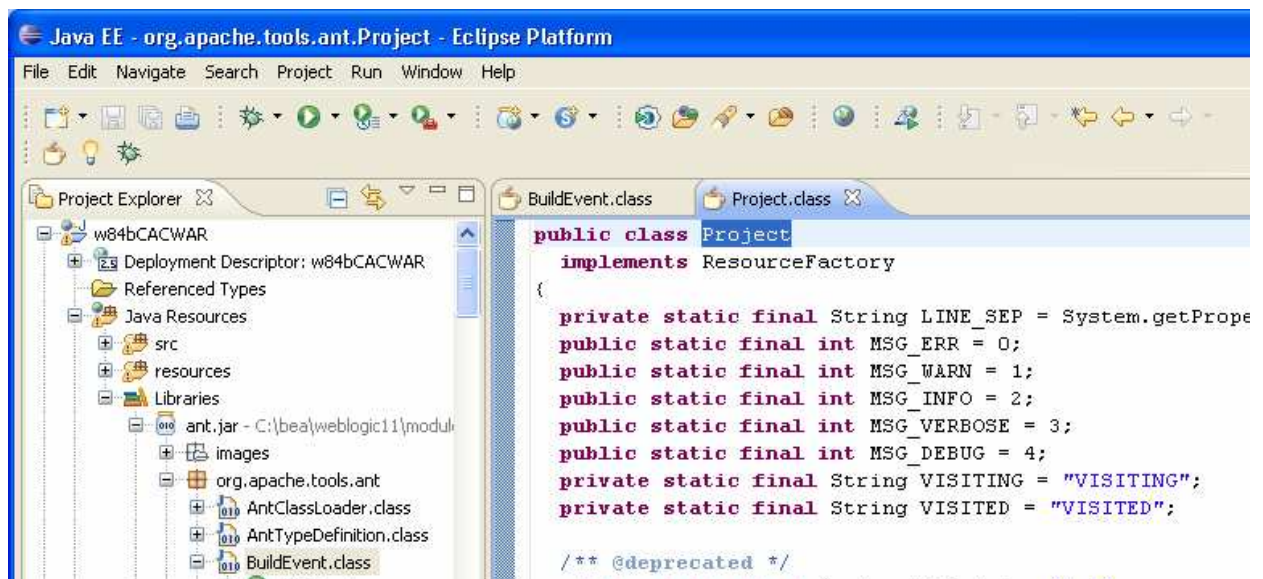 Java EE - org.apache.tools.ant.Project - Eclipse Platform
File Edit Navigate Search Project Run Window Help
Project Explorer
w84bCACWAR
2.5 Deployment Descriptor: w84bCACWAR
Referenced Types
Java Resources
src
resources
Libraries
ant.jar - C:\bea\weblogic11\modul
images
org.apache.tools.ant
AntClassLoader.class
AntTypeDefinition.class
BuildEvent.class
BuildEvent.class Project.class
public class Project
implements ResourceFactory
{
private static final String LINE_SEP = System.getPrope
public static final int MSG_ERR = 0;
public static final int MSG_WARN = 1;
public static final int MSG_INFO = 2;
public static final int MSG_VERBOSE = 3;
public static final int MSG_DEBUG = 4;
private static final String VISITING = "VISITING";
private static final String VISITED = "VISITED";
/** @deprecated */